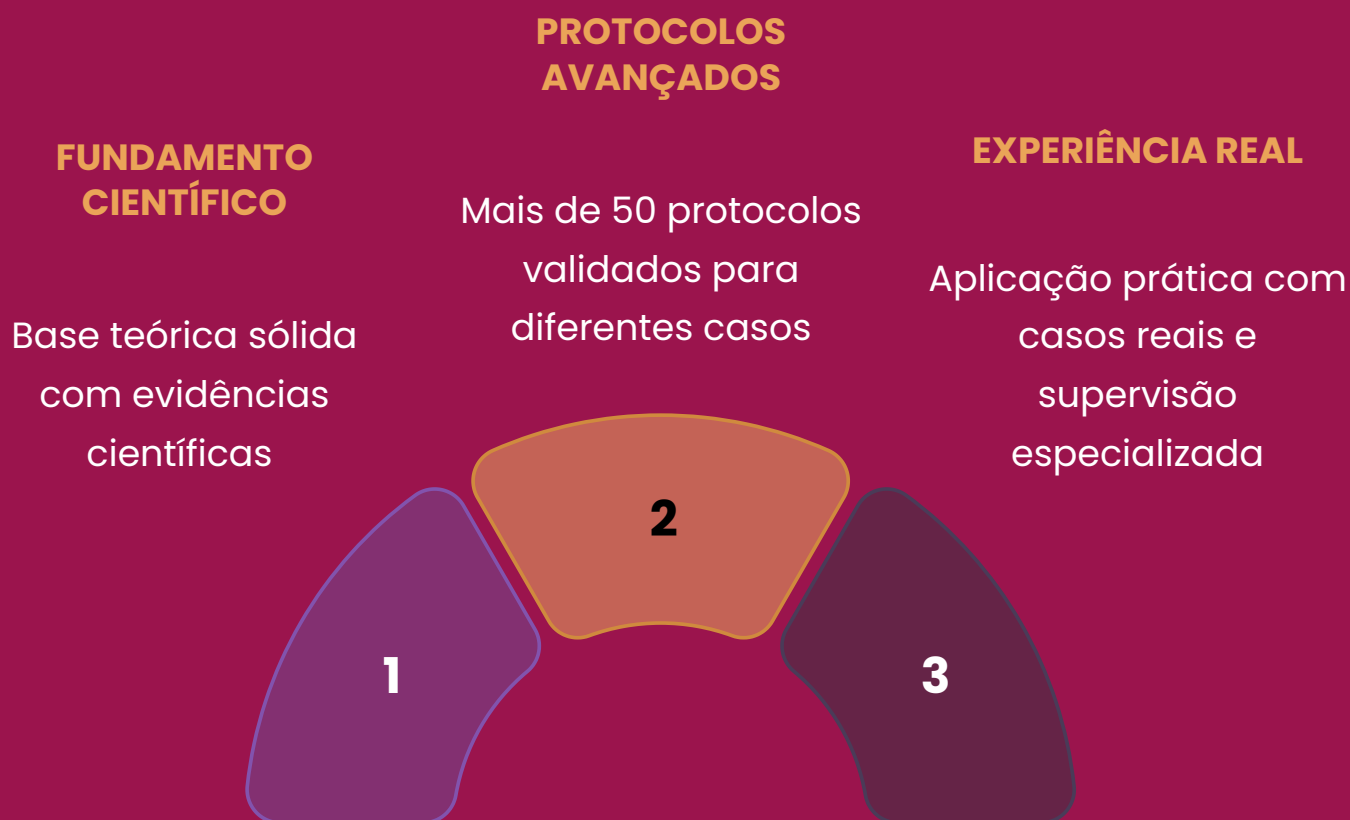 FUNDAMENTO
CIENTÍFICO
Base teórica sólida
com evidências
científicas
PROTOCOLOS
AVANÇADOS
Mais de 50 protocolos
validados para
diferentes casos
EXPERIÊNCIA REAL
Aplicação prática com
casos reais e
supervisão
especializada
1
2
3